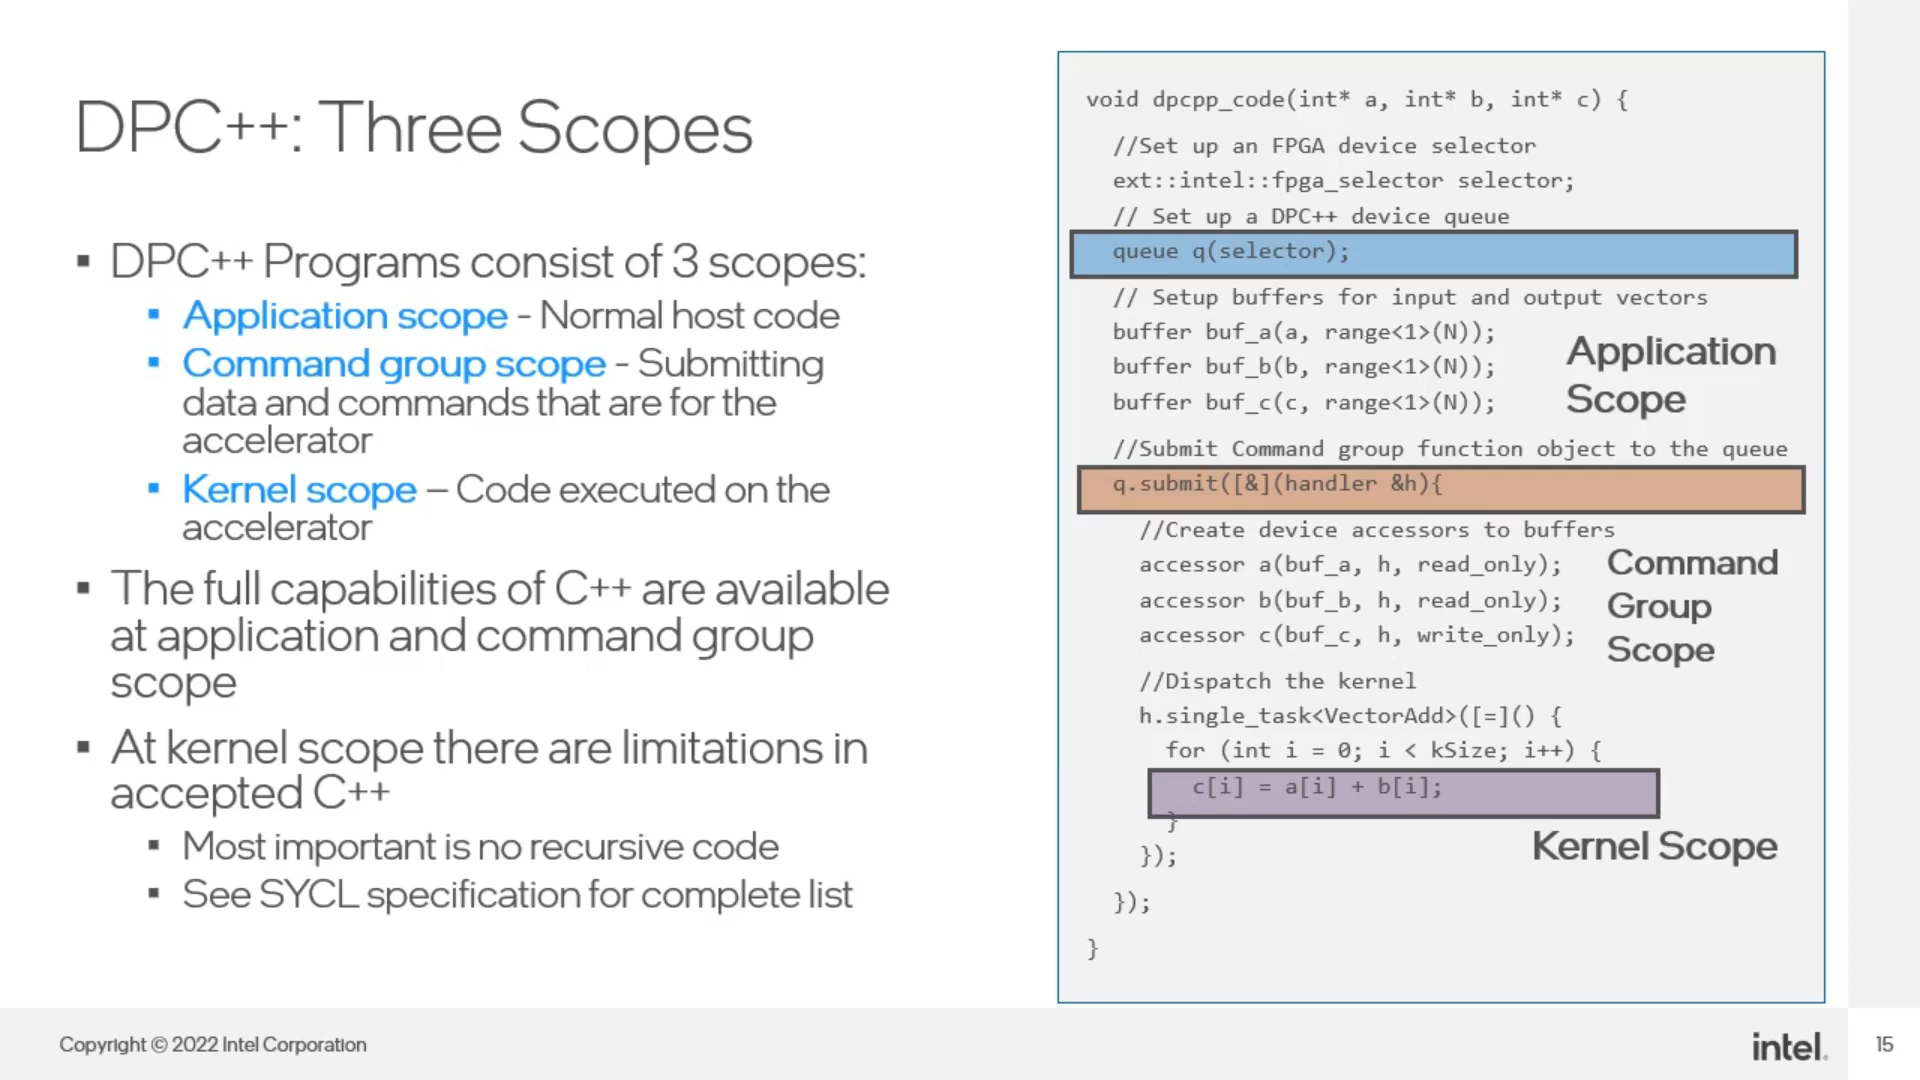 DPC++: Three Scopes
▪ DPC++ Programs consist of 3 scopes:
▪ Application scope - Normal host code
▪ Command group scope - Submitting
data and commands that are for the
accelerator
▪ Kernel scope – Code executed on the
accelerator
▪ The full capabilities of C++ are available
at application and command group
scope
▪ At kernel scope there are limitations in
accepted C++
▪ Most important is no recursive code
▪ See SYCL specification for complete list
void dpcpp_code(int* a, int* b, int* c) {
//Set up an FPGA device selector
ext::intel::fpga_selector selector;
// Set up a DPC++ device queue
queue q(selector);
// Setup buffers for input and output vectors
buffer buf_a(a, range<1>(N));
buffer buf_b(b, range<1>(N));
buffer buf_c(c, range<1>(N));
Application
Scope
//Submit Command group function object to the queue
q.submit([&](handler &h){
//Create device accessors to buffers
accessor a(buf_a, h, read_only);
accessor b(buf_b, h, read_only);
accessor c(buf_c, h, write_only);
Command
Group
Scope
//Dispatch the kernel
h.single_task<VectorAdd>([=]() {
for (int i = 0; i < kSize; i++) {
c[i] = a[i] + b[i];
}
Kernel Scope
});
});
}
Copyright © 2022 Intel Corporation
intel.
15